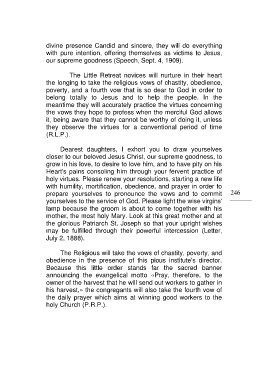 divine presence Candid and sincere, they will do everything
with pure intention, offering themselves as victims to Jesus,
our supreme goodness (Speech, Sept. 4, 1909).
The Little Retreat novices will nurture in their heart
the longing to take the religious vows of chastity, obedience,
poverty, and a fourth vow that is so dear to God in order to
belong totally to Jesus and to help the people. In the
meantime they will accurately practice the virtues concerning
the vows they hope to profess when the merciful God allows
it, being aware that they cannot be worthy of doing it, unless
they observe the virtues for a conventional period of time
(R.L.P.).
Dearest daughters, I exhort you to draw yourselves
closer to our beloved Jesus Christ, our supreme goodness, to
grow in his love, to desire to love him, and to have pity on his
Heart's pains consoling him through your fervent practice of
holy virtues. Please renew your resolutions, starting a new life
with humility, mortification, obedience, and prayer in order to
prepare yourselves to pronounce the vows and to commit
yourselves to the service of God. Please light the wise virgins'
lamp because the groom is about to come together with his
mother, the most holy Mary. Look at this great mother and at
the glorious Patriarch St. Joseph so that your upright wishes
may be fulfilled through their powerful intercession (Letter,
July 2, 1888).
The Religious will take the vows of chastity, poverty, and
obedience in the presence of this pious institute's director.
Because this little order stands for the sacred banner
announcing the evangelical motto «Pray, therefore, to the
owner of the harvest that he will send out workers to gather in
his harvest,» the congregants will also take the fourth vow of
the daily prayer which aims at winning good workers to the
holy Church (P.R.P.).
246